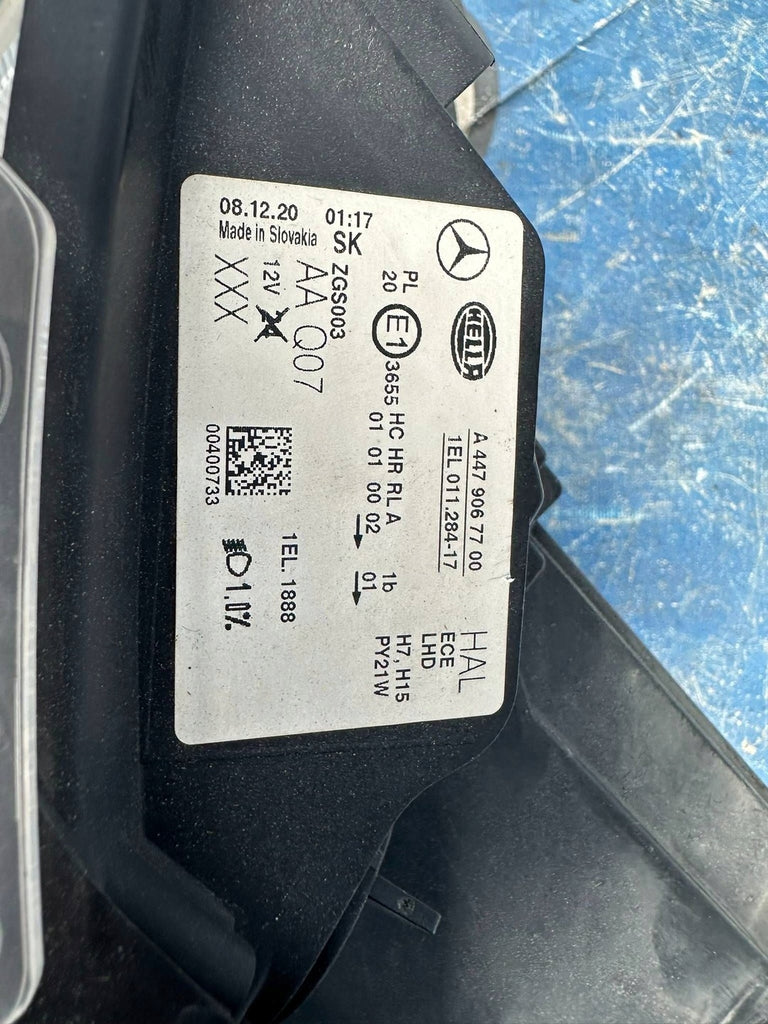 HELLA
A 447 906 77 00
1EL.011.284-17
HAL
ECE
LHD
PL
20
E1
3655
HC HR RL A
01 01 00 02
1b
01
H7, H15
PY21W
ZGS003
AA Q07
12V 24
XXX
00400733
1EL. 1888
1.0%
08.12.20 01:17
Made in Slovakia SK